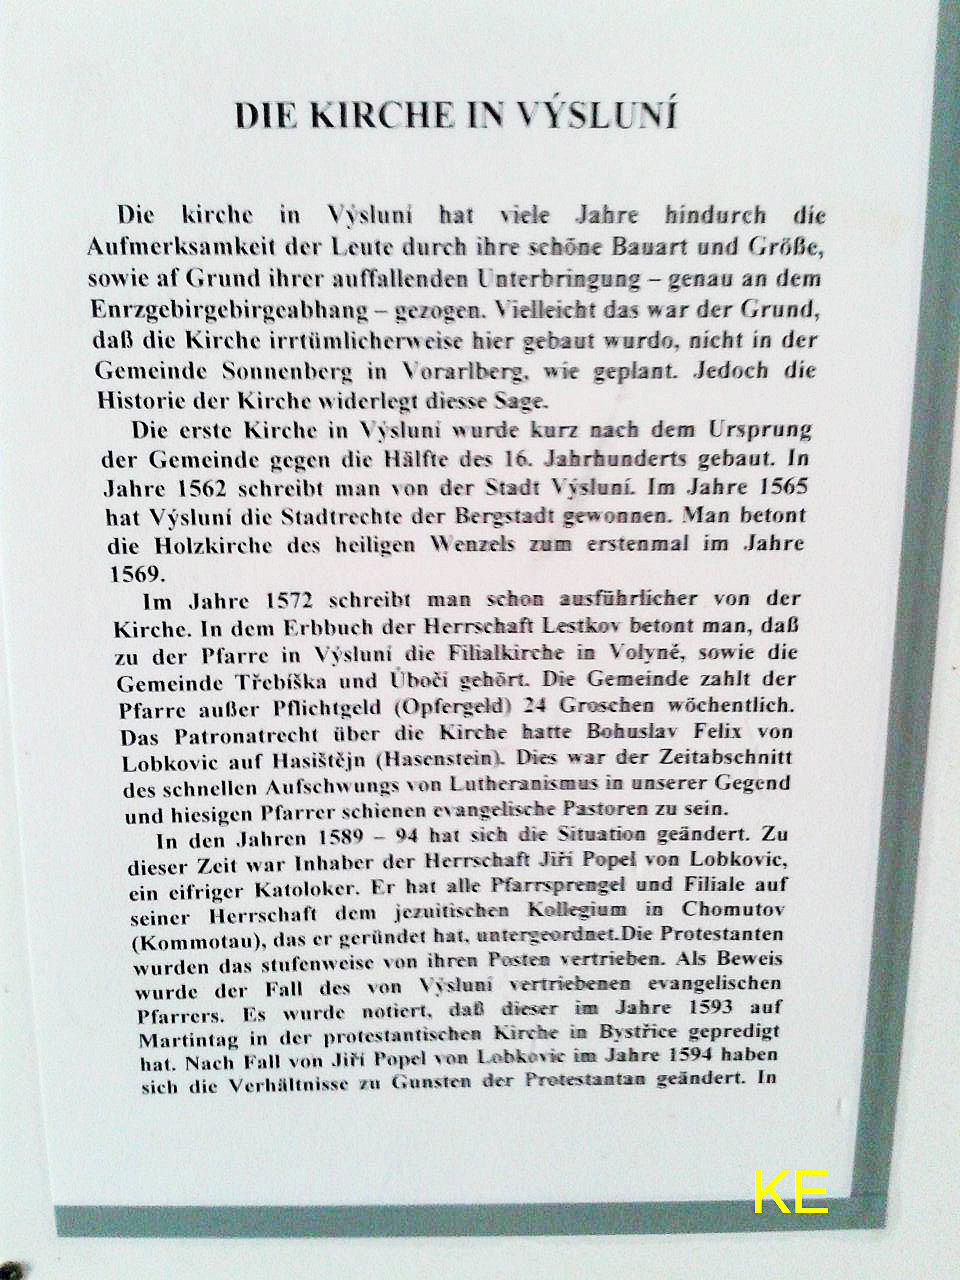 DIE KIRCHE IN VÝSLUNÍ
Die kirche in Výsluní hat viele Jahre hindurch die
Aufmerksamkeit der Leute durch ihre schöne Bauart und Größe,
sowie af Grund ihrer auffallenden Unterbringung – genau an dem
Enrzgebirgebirgeabhang – gezogen. Vielleicht das war der Grund,
daß die Kirche irrtümlicherweise hier gebaut wurdo, nicht in der
Gemeinde Sonnenberg in Vorarlberg, wie geplant. Jedoch die
Historie der Kirche widerlegt diesse Sage.
Die erste Kirche in Výsluní wurde kurz nach dem Ursprung
der Gemeinde gegen die Hälfte des 16. Jahrhunderts gebaut. In
Jahre 1562 schreibt man von der Stadt Výsluní. Im Jahre 1565
hat Výsluní die Stadtrechte der Bergstadt gewonnen. Man betont
die Holzkirche des heiligen Wenzels zum erstenmal im Jahre
1569.
Im Jahre 1572 schreibt man schon ausführlicher von der
Kirche. In dem Erbbuch der Herrschaft Lestkov betont man, daß
zu der Pfarre in Výsluní die Filialkirche in Volyně, sowie die
Gemeinde Třebíška und Úbočí gehört. Die Gemeinde zahlt der
Pfarre außer Pflichtgeld (Opfergeld) 24 Groschen wöchentlich.
Das Patronatrecht über die Kirche hatte Bohuslav Felix von
Lobkovic auf Hasištějn (Hasenstein). Dies war der Zeitabschnitt
des schnellen Aufschwungs von Lutheranismus in unserer Gegend
und hiesigen Pfarrer schienen evangelische Pastoren zu sein.
In den Jahren 1589 – 94 hat sich die Situation geändert. Zu
dieser Zeit war Inhaber der Herrschaft Jiří Popel von Lobkovic,
ein eifriger Katoloker. Er hat alle Pfarrsprengel und Filiale auf
seiner Herrschaft dem jezuitischen Kollegium in Chomutov
(Kommotau), das er geründet hat, untergeordnet.Die Protestanten
wurden das stufenweise von ihren Posten vertrieben. Als Beweis
wurde der Fall des von Výsluní vertriebenen evangelischen
Pfarrers. Es wurde notiert, daß dieser im Jahre 1593 auf
Martintag in der protestantischen Kirche in Bystřice gepredigt
hat. Nach Fall von Jiří Popel von Lobkovic im Jahre 1594 haben
sich die Verhältnisse zu Gunsten der Protestantan geändert. In
KE